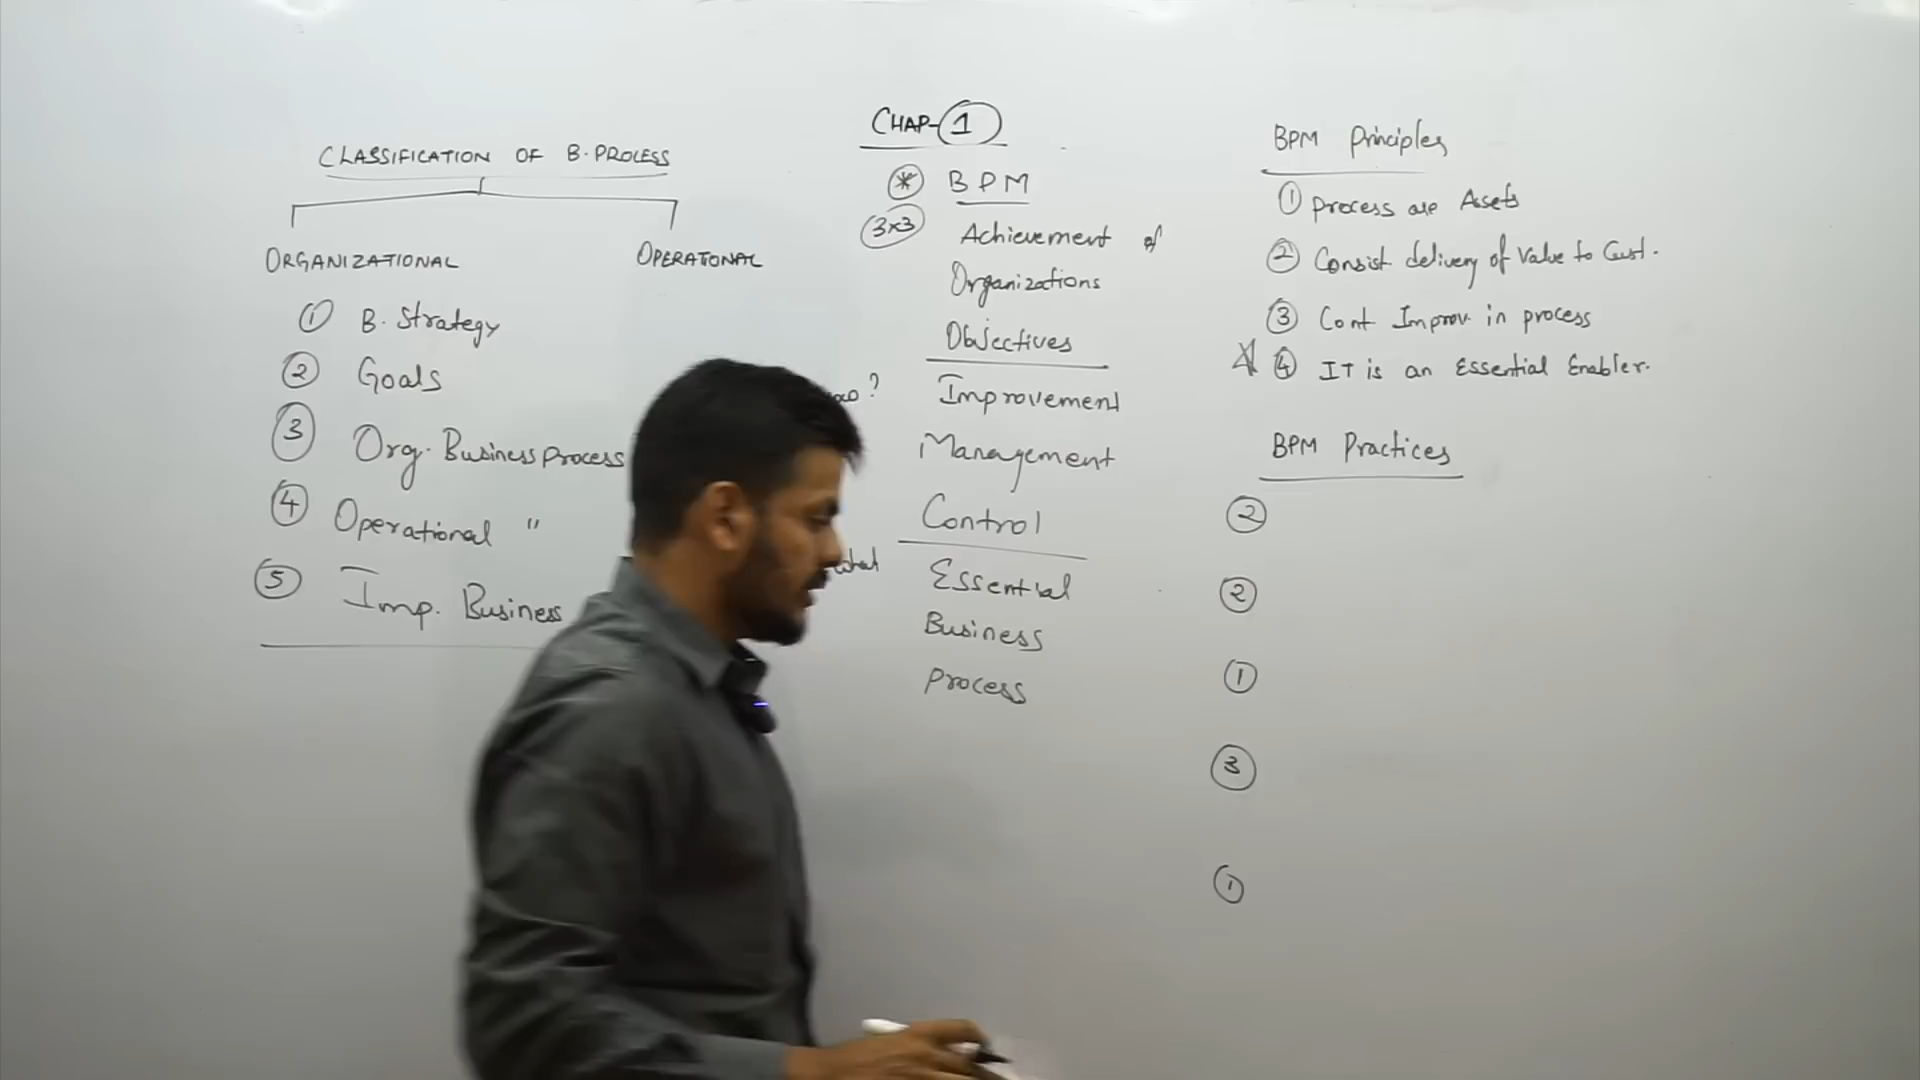 CLASSIFICATION OF B.PROCESS
ORGANIZATIONAL OPERATONAL
① B. Strategy
② Goals
③ Org. Business process
④ Operational "
⑤ Imp. Business
CHAP-1
* BPM
3x3 Achievement of
Organizations
Objectives
Improvement
Management
Control
what Essential
Business
process
BPM Principles
① process are Assets
② Consist delivery of Value to Cust.
③ Cont Improv. in process
④ IT is an Essential Enabler.
BPM Practices
②
②
①
③
①